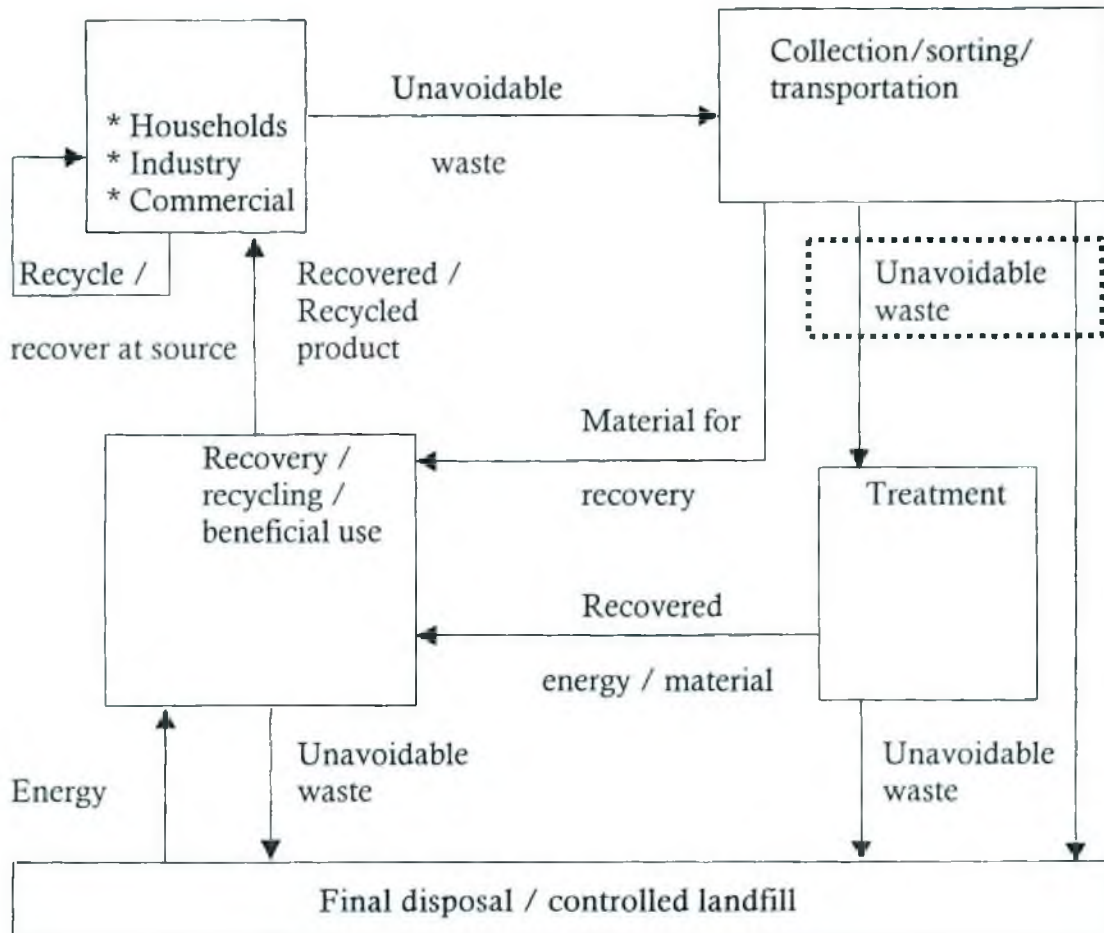 * Households
* Industry
* Commercial
Unavoidable
waste
Collection/sorting/
transportation
Recycle /
recover at source
Recovered /
Recycled
product
Unavoidable
waste
Material for
recovery
Recovery /
recycling /
beneficial use
Treatment
Recovered
energy / material
Energy
Unavoidable
waste
Unavoidable
waste
Final disposal / controlled landfill